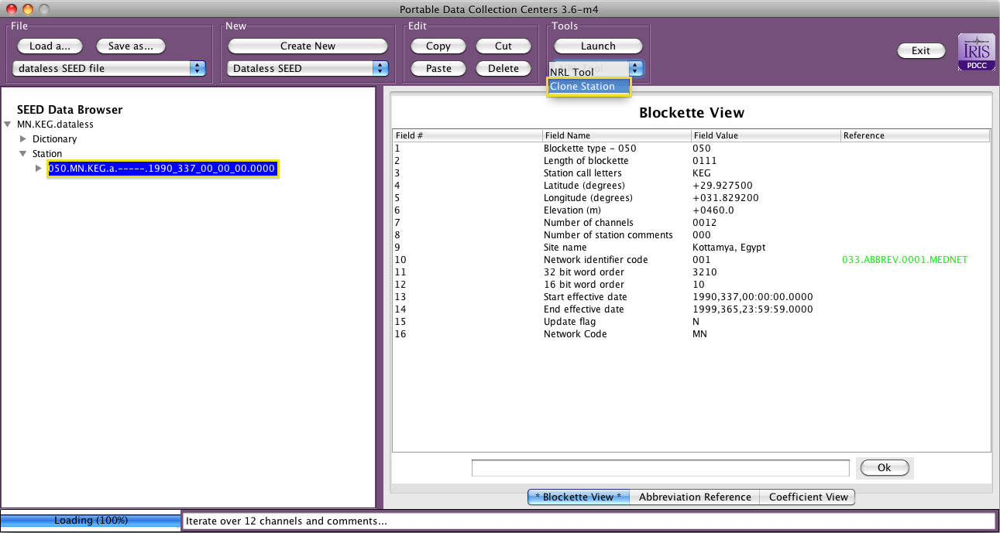 Portable Data Collection Centers 3.6-m4
File
New
Edit
Tools
Load a...
Save as...
Create New
Copy
Cut
Launch
Exit
IRIS
PDCC
dataless SEED file
Dataless SEED
Paste
Delete
NRL Tool
Clone Station
SEED Data Browser
MN.KEG.dataless
Dictionary
Station
050.MN.KEG.a.-----.1990_337_00_00_00.0000
Blockette View
Field # Field Name Field Value Reference
1 Blockette type - 050 050
2 Length of blockette 0111
3 Station call letters KEG
4 Latitude (degrees) +29.927500
5 Longitude (degrees) +031.829200
6 Elevation (m) +0460.0
7 Number of channels 0012
8 Number of station comments 000
9 Site name Kottamya, Egypt
10 Network identifier code 001 033.ABBREV.0001.MEDNET
11 32 bit word order 3210
12 16 bit word order 10
13 Start effective date 1990,337,00:00:00.0000
14 End effective date 1999,365,23:59:59.0000
15 Update flag N
16 Network Code MN
Ok
* Blockette View * Abbreviation Reference Coefficient View
Loading (100%)
Iterate over 12 channels and comments...